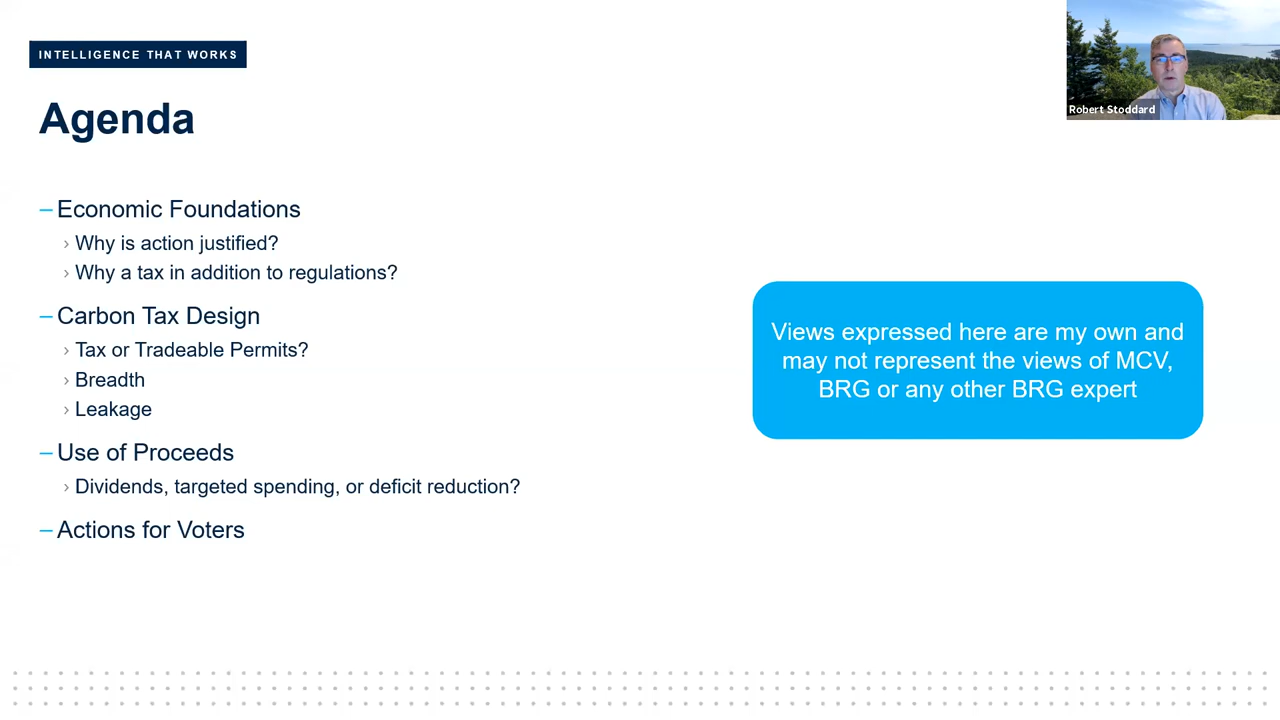 INTELLIGENCE THAT WORKS
Robert Stoddard
Agenda
– Economic Foundations
› Why is action justified?
› Why a tax in addition to regulations?
– Carbon Tax Design
› Tax or Tradeable Permits?
› Breadth
› Leakage
– Use of Proceeds
› Dividends, targeted spending, or deficit reduction?
– Actions for Voters
Views expressed here are my own and
may not represent the views of MCV,
BRG or any other BRG expert